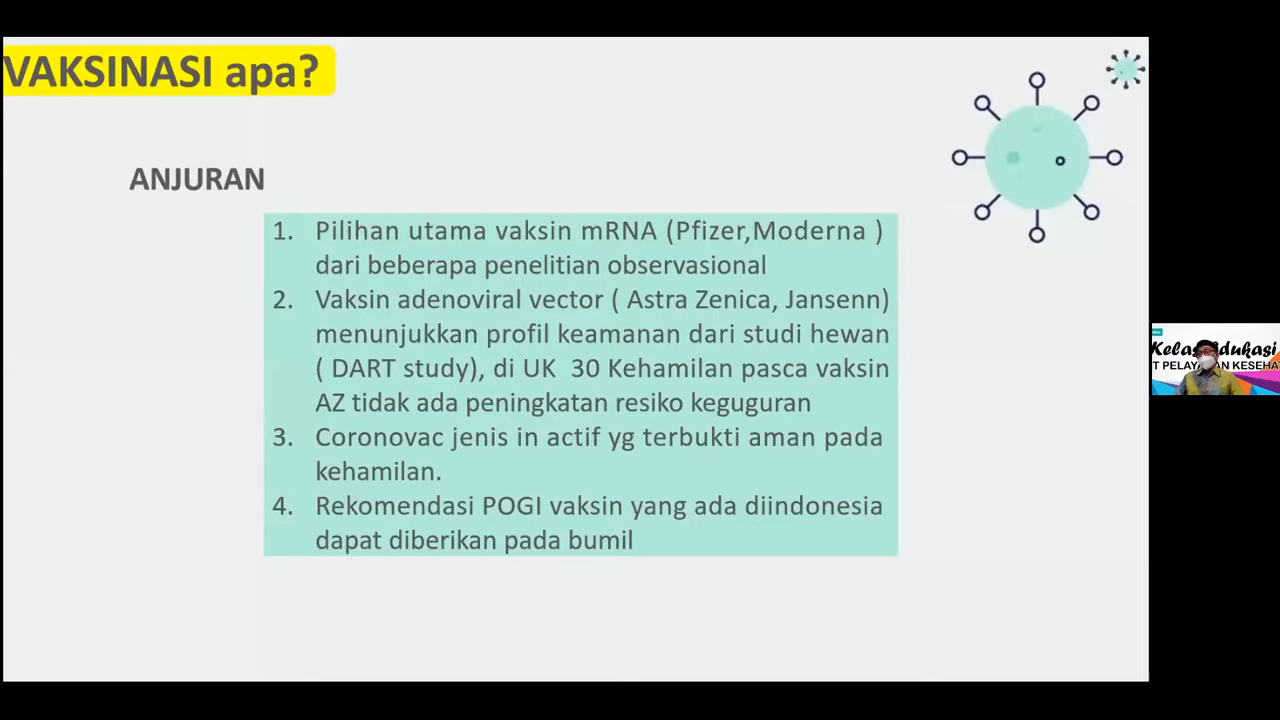 VAKSINASI apa?
ANJURAN
1. Pilihan utama vaksin mRNA (Pfizer,Moderna )
dari beberapa penelitian observasional
2. Vaksin adenoviral vector ( Astra Zenica, Jansenn)
menunjukkan profil keamanan dari studi hewan
( DART study), di UK 30 Kehamilan pasca vaksin
AZ tidak ada peningkatan resiko keguguran
3. Coronovac jenis in actif yg terbukti aman pada
kehamilan.
4. Rekomendasi POGI vaksin yang ada diindonesia
dapat diberikan pada bumil